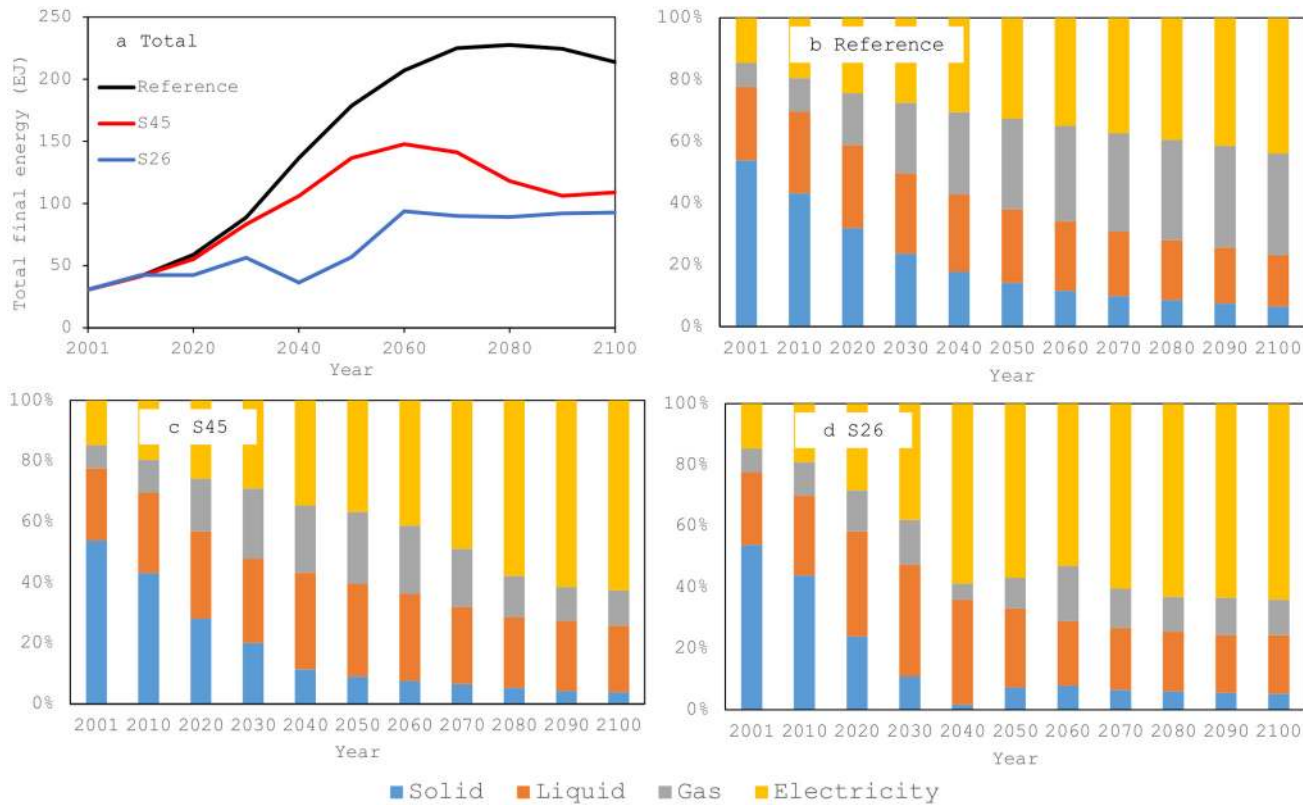 a Total
Total final energy (EJ)
250
200
150
100
50
0
Reference
S45
S26
2001 2020 2040 2060 2080 2100
Year
b Reference
100%
80%
60%
40%
20%
0%
2001 2010 2020 2030 2040 2050 2060 2070 2080 2090 2100
Year
c S45
100%
80%
60%
40%
20%
0%
2001 2010 2020 2030 2040 2050 2060 2070 2080 2090 2100
Year
d S26
100%
80%
60%
40%
20%
0%
2001 2010 2020 2030 2040 2050 2060 2070 2080 2090 2100
Year
Solid Liquid Gas Electricity